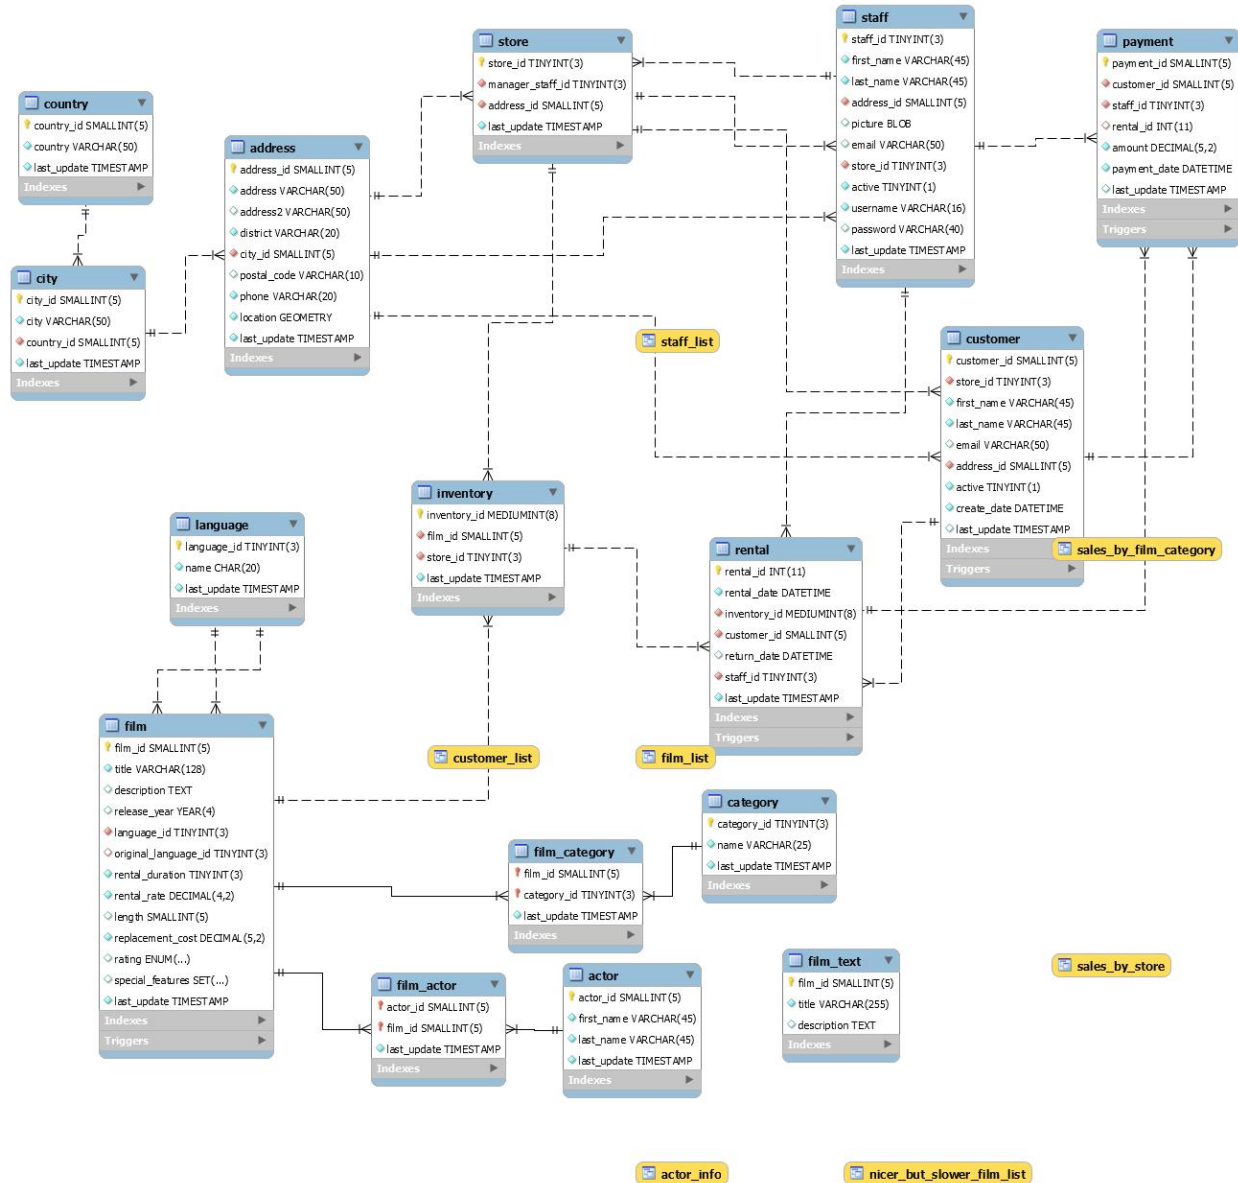 country
country_id SMALLINT(5)
country VARCHAR(50)
last_update TIMESTAMP
Indexes
city
city_id SMALLINT(5)
city VARCHAR(50)
country_id SMALLINT(5)
last_update TIMESTAMP
Indexes
address
address_id SMALLINT(5)
address VARCHAR(50)
address2 VARCHAR(50)
district VARCHAR(20)
city_id SMALLINT(5)
postal_code VARCHAR(10)
phone VARCHAR(20)
location GEOMETRY
last_update TIMESTAMP
Indexes
store
store_id TINYINT(3)
manager_staff_id TINYINT(3)
address_id SMALLINT(5)
last_update TIMESTAMP
Indexes
staff
staff_id TINYINT(3)
first_name VARCHAR(45)
last_name VARCHAR(45)
address_id SMALLINT(5)
picture BLOB
email VARCHAR(50)
store_id TINYINT(3)
active TINYINT(1)
username VARCHAR(16)
password VARCHAR(40)
last_update TIMESTAMP
Indexes
payment
payment_id SMALLINT(5)
customer_id SMALLINT(5)
staff_id TINYINT(3)
rental_id INT(11)
amount DECIMAL(5,2)
payment_date DATETIME
last_update TIMESTAMP
Indexes
Triggers
staff_list
customer
customer_id SMALLINT(5)
store_id TINYINT(3)
first_name VARCHAR(45)
last_name VARCHAR(45)
email VARCHAR(50)
address_id SMALLINT(5)
active TINYINT(1)
create_date DATETIME
last_update TIMESTAMP
Indexes
Triggers
sales_by_film_category
language
language_id TINYINT(3)
name CHAR(20)
last_update TIMESTAMP
Indexes
inventory
inventory_id MEDIUMINT(8)
film_id SMALLINT(5)
store_id TINYINT(3)
last_update TIMESTAMP
Indexes
rental
rental_id INT(11)
rental_date DATETIME
inventory_id MEDIUMINT(8)
customer_id SMALLINT(5)
return_date DATETIME
staff_id TINYINT(3)
last_update TIMESTAMP
Indexes
Triggers
film
film_id SMALLINT(5)
title VARCHAR(128)
description TEXT
release_year YEAR(4)
language_id TINYINT(3)
original_language_id TINYINT(3)
rental_duration TINYINT(3)
rental_rate DECIMAL(4,2)
length SMALLINT(5)
replacement_cost DECIMAL(5,2)
rating ENUM(...)
special_features SET(...)
last_update TIMESTAMP
Indexes
Triggers
customer_list
film_list
category
category_id TINYINT(3)
name VARCHAR(25)
last_update TIMESTAMP
Indexes
film_category
film_id SMALLINT(5)
category_id TINYINT(3)
last_update TIMESTAMP
Indexes
film_actor
actor_id SMALLINT(5)
film_id SMALLINT(5)
last_update TIMESTAMP
Indexes
actor
actor_id SMALLINT(5)
first_name VARCHAR(45)
last_name VARCHAR(45)
last_update TIMESTAMP
Indexes
film_text
film_id SMALLINT(5)
title VARCHAR(255)
description TEXT
Indexes
sales_by_store
actor_info
nicer_but_slower_film_list